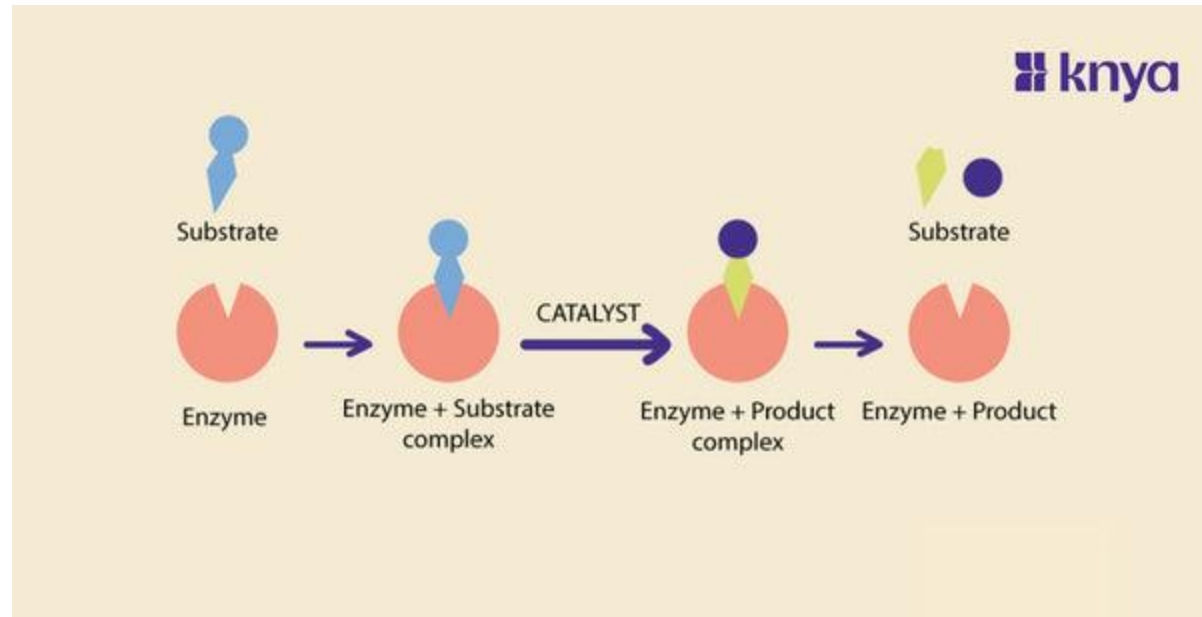 knya
Substrate
Substrate
CATALYST
Enzyme
Enzyme + Substrate
complex
Enzyme + Product
complex
Enzyme + Product